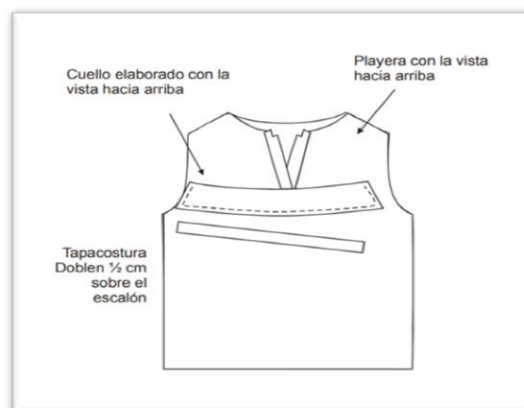 Cuello elaborado con la
vista hacia arriba
Playera con la vista
hacia arriba
Tapacostura
Doblen ½ cm
sobre el
escalón